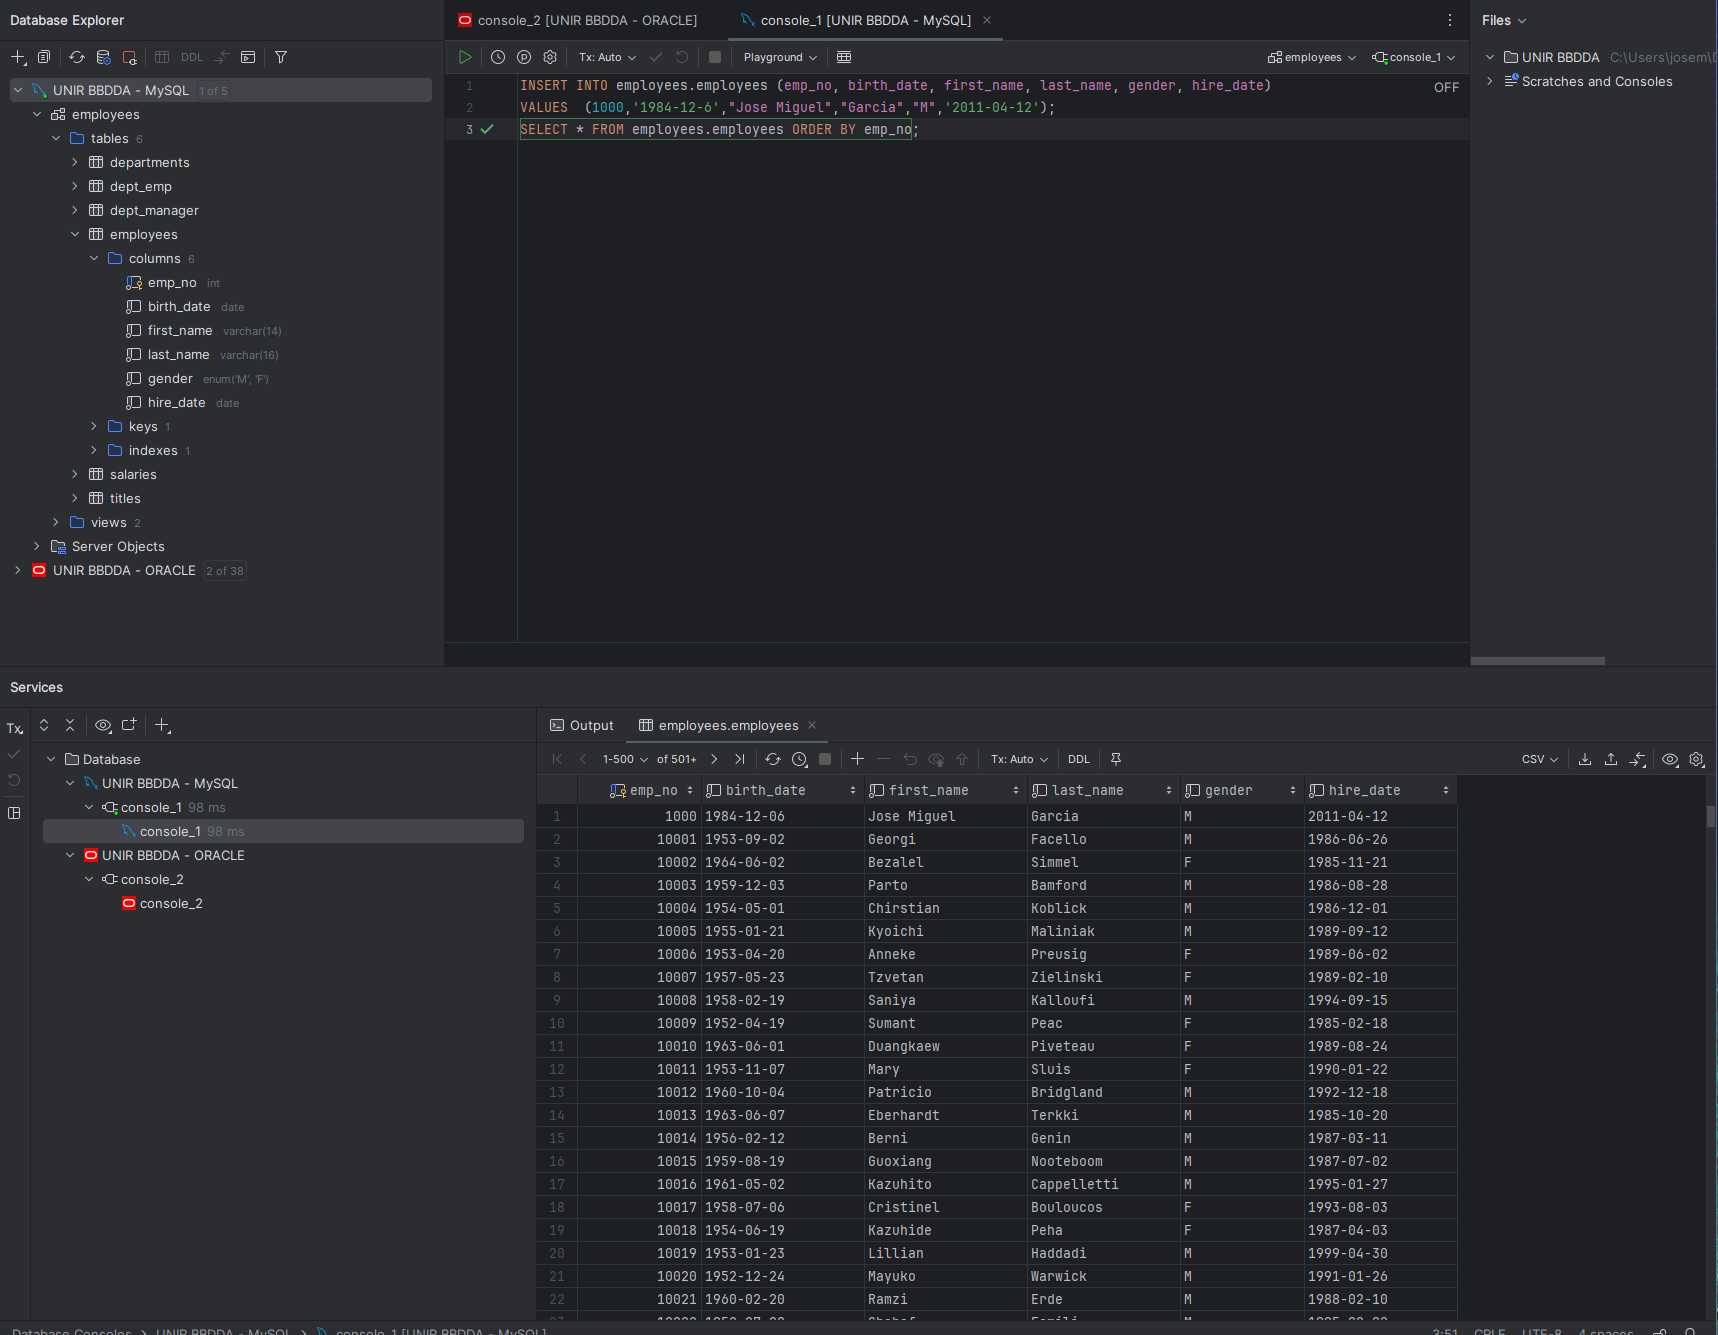 Database Explorer
console_2 [UNIR BBDDA - ORACLE]
console_1 [UNIR BBDDA - MySQL]
Files
DDL
Tx: Auto
Playground
employees
console_1
UNIR BBDDA C:\Users\josem\
Scratches and Consoles
UNIR BBDDA - MySQL 1 of 5
employees
tables 6
departments
dept_emp
dept_manager
employees
columns 6
emp_no int
birth_date date
first_name varchar(14)
last_name varchar(16)
gender enum('M', 'F')
hire_date date
keys 1
indexes 1
salaries
titles
views 2
Server Objects
UNIR BBDDA - ORACLE 2 of 38
1 INSERT INTO employees.employees (emp_no, birth_date, first_name, last_name, gender, hire_date)
OFF
2 VALUES (1000,'1984-12-6',"Jose Miguel","Garcia","M",'2011-04-12');
3 SELECT * FROM employees.employees ORDER BY emp_no;
Services
Tx
Database
UNIR BBDDA - MySQL
console_1 98 ms
console_1 98 ms
UNIR BBDDA - ORACLE
console_2
console_2
Output
employees.employees
1-500 of 501+
Tx: Auto
DDL
CSV
emp_no birth_date first_name last_name gender hire_date
1 1000 1984-12-06 Jose Miguel Garcia M 2011-04-12
2 10001 1953-09-02 Georgi Facello M 1986-06-26
3 10002 1964-06-02 Bezalel Simmel F 1985-11-21
4 10003 1959-12-03 Parto Bamford M 1986-08-28
5 10004 1954-05-01 Chirstian Koblick M 1986-12-01
6 10005 1955-01-21 Kyoichi Maliniak M 1989-09-12
7 10006 1953-04-20 Anneke Preusig F 1989-06-02
8 10007 1957-05-23 Tzvetan Zielinski F 1989-02-10
9 10008 1958-02-19 Saniya Kalloufi M 1994-09-15
10 10009 1952-04-19 Sumant Peac F 1985-02-18
11 10010 1963-06-01 Duangkaew Piveteau F 1989-08-24
12 10011 1953-11-07 Mary Sluis F 1990-01-22
13 10012 1960-10-04 Patricio Bridgland M 1992-12-18
14 10013 1963-06-07 Eberhardt Terkki M 1985-10-20
15 10014 1956-02-12 Berni Genin M 1987-03-11
16 10015 1959-08-19 Guoxiang Nooteboom M 1987-07-02
17 10016 1961-05-02 Kazuhito Cappelletti M 1995-01-27
18 10017 1958-07-06 Cristinel Bouloucos F 1993-08-03
19 10018 1954-06-19 Kazuhide Peha F 1987-04-03
20 10019 1953-01-23 Lillian Haddadi M 1999-04-30
21 10020 1952-12-24 Mayuko Warwick M 1991-01-26
22 10021 1960-02-20 Ramzi Erde M 1988-02-10
Database Consoles UNIR BBDDA - MySQL console_1 [UNIR BBDDA - MySQL]
3:51 CRLF UTF-8 4 spaces